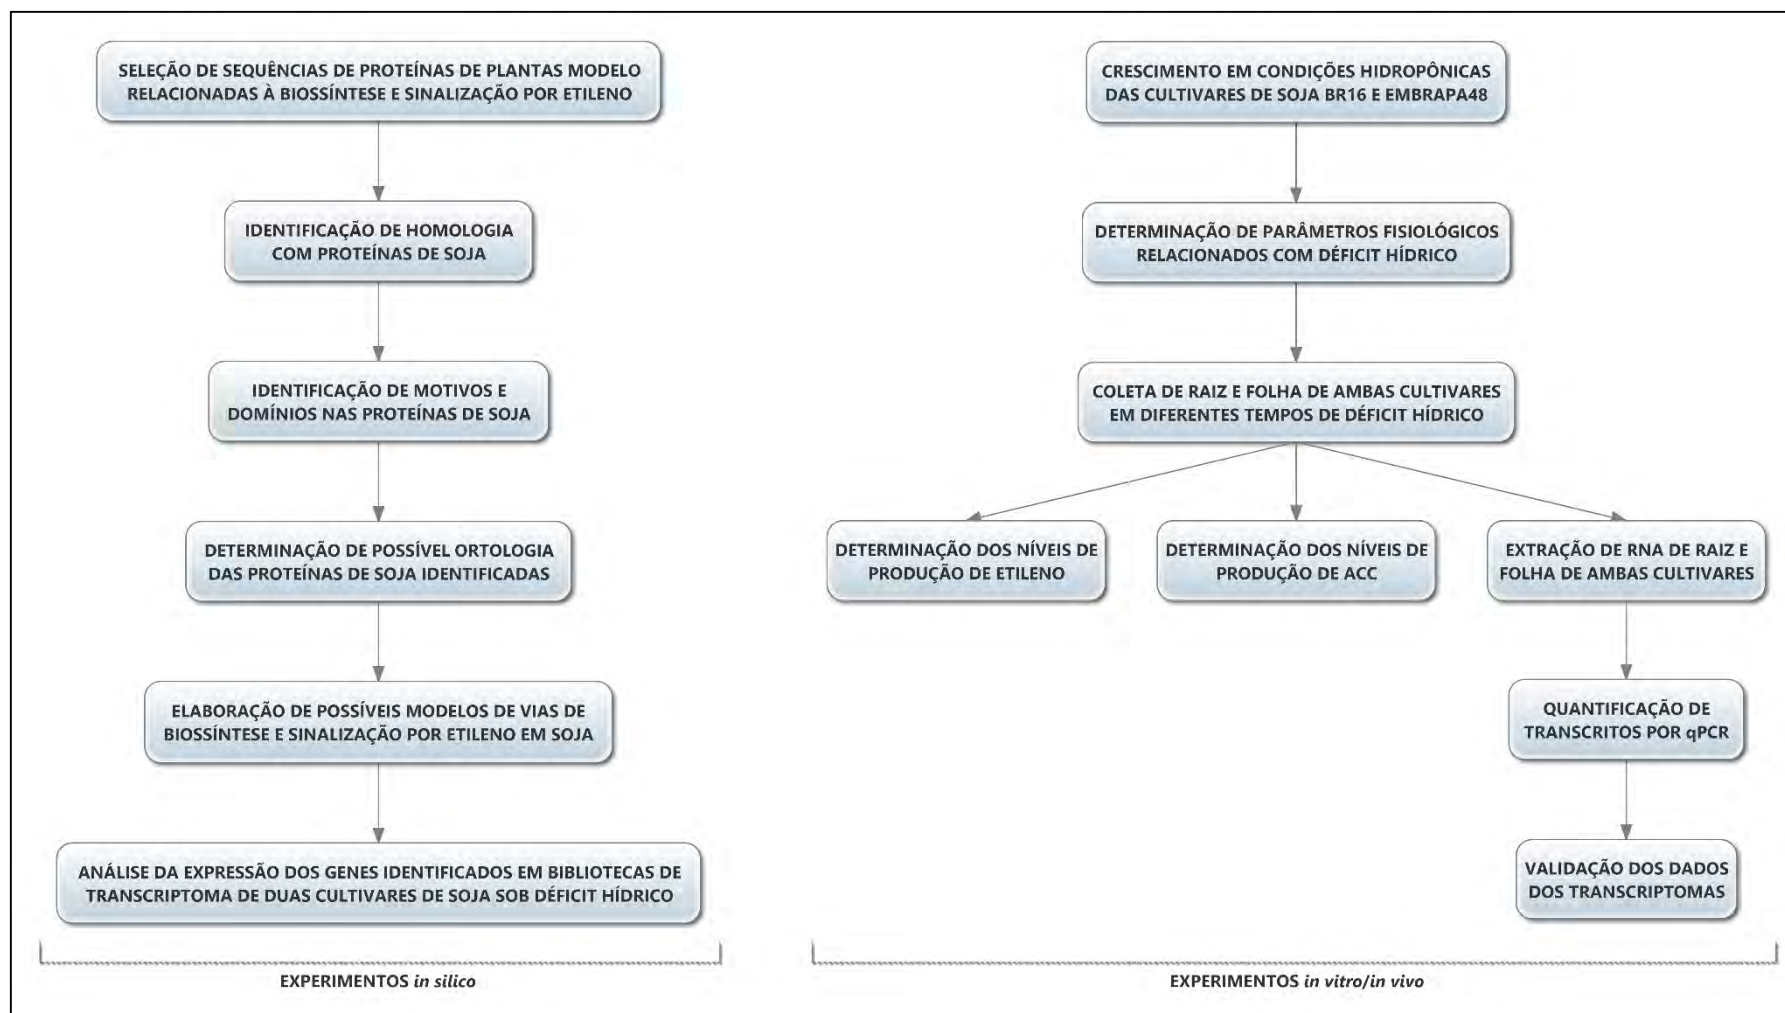 SELEÇÃO DE SEQUÊNCIAS DE PROTEÍNAS DE PLANTAS MODELO
RELACIONADAS À BIOSSÍNTESE E SINALIZAÇÃO POR ETILENO
IDENTIFICAÇÃO DE HOMOLOGIA
COM PROTEÍNAS DE SOJA
IDENTIFICAÇÃO DE MOTIVOS E
DOMÍNIOS NAS PROTEÍNAS DE SOJA
DETERMINAÇÃO DE POSSÍVEL ORTOLOGIA
DAS PROTEÍNAS DE SOJA IDENTIFICADAS
ELABORAÇÃO DE POSSÍVEIS MODELOS DE VIAS DE
BIOSSÍNTESE E SINALIZAÇÃO POR ETILENO EM SOJA
ANÁLISE DA EXPRESSÃO DOS GENES IDENTIFICADOS EM BIBLIOTECAS DE
TRANSCRIPTOMA DE DUAS CULTIVARES DE SOJA SOB DÉFICIT HÍDRICO
EXPERIMENTOS in silico
CRESCIMENTO EM CONDIÇÕES HIDROPÔNICAS
DAS CULTIVARES DE SOJA BR16 E EMBRAPA48
DETERMINAÇÃO DE PARÂMETROS FISIOLÓGICOS
RELACIONADOS COM DÉFICIT HÍDRICO
COLETA DE RAIZ E FOLHA DE AMBAS CULTIVARES
EM DIFERENTES TEMPOS DE DÉFICIT HÍDRICO
DETERMINAÇÃO DOS NÍVEIS DE
PRODUÇÃO DE ETILENO
DETERMINAÇÃO DOS NÍVEIS DE
PRODUÇÃO DE ACC
EXTRAÇÃO DE RNA DE RAIZ E
FOLHA DE AMBAS CULTIVARES
QUANTIFICAÇÃO DE
TRANSCRITOS POR qPCR
VALIDAÇÃO DOS DADOS
DOS TRANSCRIPTOMAS
EXPERIMENTOS in vitro/in vivo